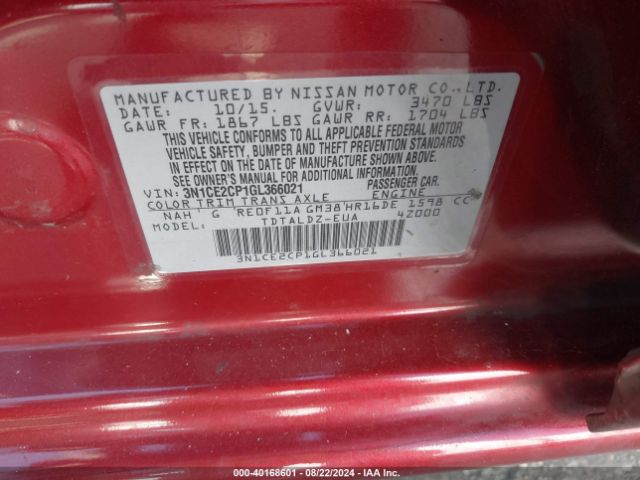 MANUFACTURED BY NISSAN MOTOR CO., LTD.
DATE: 10/15. GVWR: 3470 LBS
GAWR FR: 1867 LBS GAWR RR: 1704 LBS
THIS VEHICLE CONFORMS TO ALL APPLICABLE FEDERAL MOTOR
VEHICLE SAFETY, BUMPER AND THEFT PREVENTION STANDARDS
IN EFFECT ON THE DATE OF MANUFACTURE SHOWN ABOVE.
SEE OWNER'S MANUAL FOR ADDITIONAL INFORMATION.
VIN: 3N1CE2CP1GL366021 PASSENGER CAR.
COLOR TRIM TRANS AXLE ENGINE
NAH G RE0F11A GM38 HR16DE 1598 CC
MODEL: TDTALDZ-EUA 4Z000
3N1CE2CP1GL366021
000-40168601 - 08/22/2024 - Copyright © IAA, Inc.